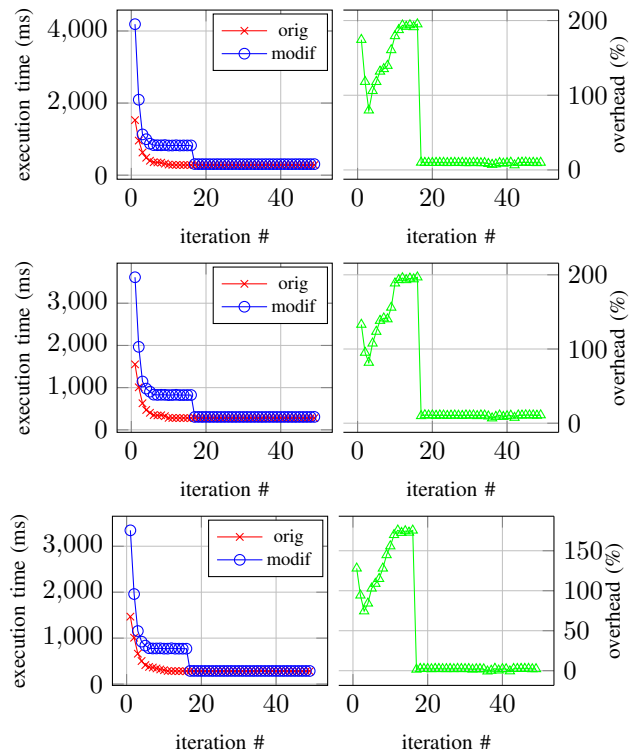 4,000
2,000
0
execution time (ms)
orig
modif
0 20 40
iteration #
200
100
0
overhead (%)
0 20 40
iteration #
3,000
2,000
1,000
0
execution time (ms)
orig
modif
0 20 40
iteration #
200
100
0
overhead (%)
0 20 40
iteration #
3,000
2,000
1,000
0
execution time (ms)
orig
modif
0 20 40
iteration #
150
100
50
0
overhead (%)
0 20 40
iteration #